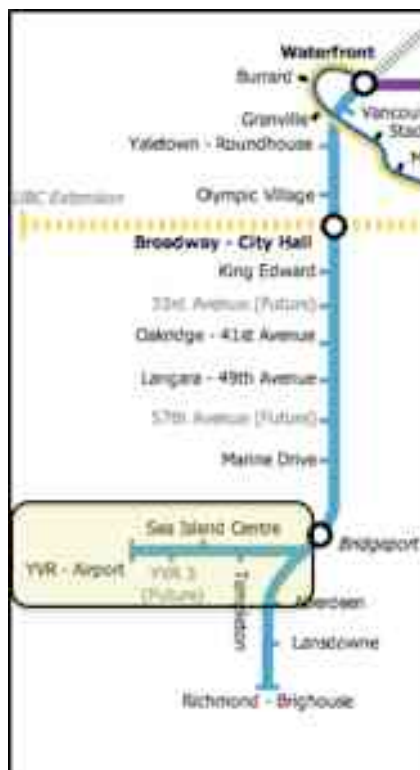 Waterfront
Burrard
Granville
Vancou
Sta
Yaletown - Roundhouse
Olympic Village
UBC Extension
Broadway - City Hall
King Edward
33rd Avenue (Future)
Oakridge - 41st Avenue
Langara - 49th Avenue
57th Avenue (Future)
Marine Drive
Sea Island Centre
Bridgeport
YVR - Airport
YVR 3
(Future)
Templeton
Aberdeen
Lansdowne
Richmond - Brighouse